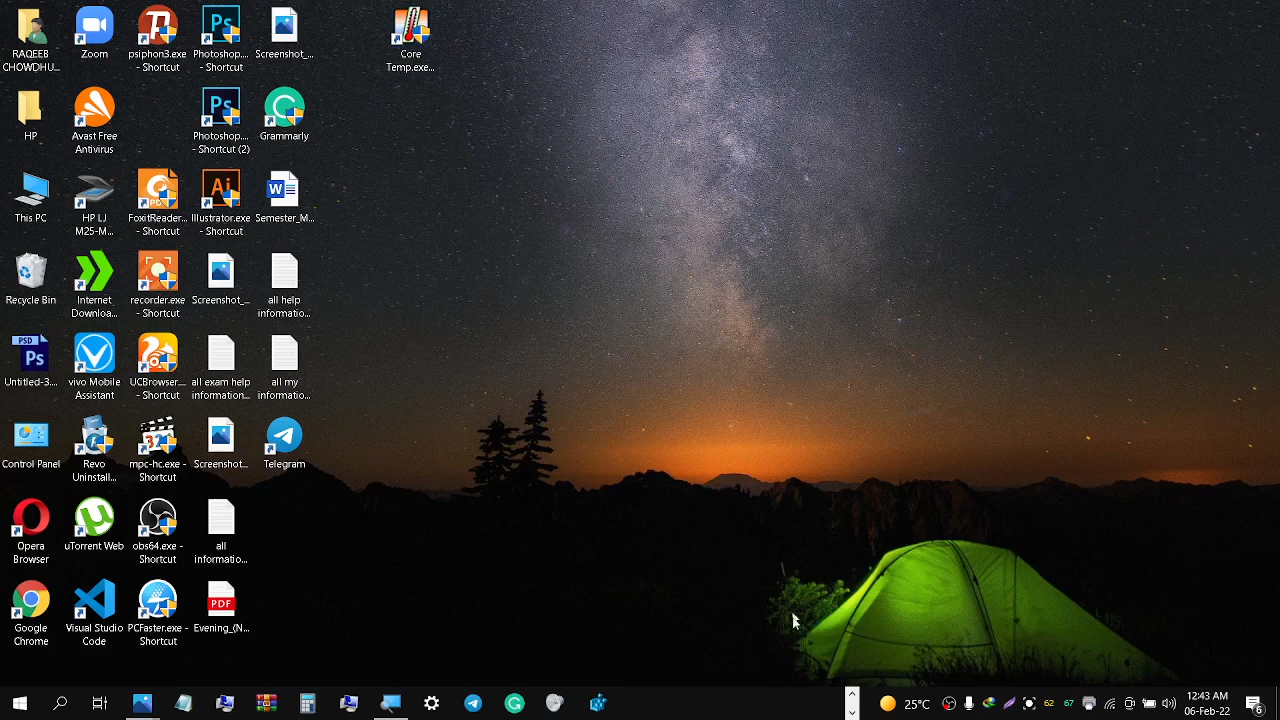 RAQEEB
CHOWDHU...
Zoom
psiphon3.exe
- Shortcut
Photoshop....
- Shortcut
Screenshot_...
Core
Temp.exe...
HP
Avast Free
Antivirus
Photoshop....
- Shortcut (2)
Grammarly
This PC
HP LJ
M25-M...
FoxitReader...
- Shortcut
Illustrator.exe
- Shortcut
Semester_M...
Recycle Bin
Internet
Downloa...
recorder.exe
- Shortcut
Screenshot_...
all help
informatio...
Untitled-3...
vivo Mobile
Assistant
UCBrowser....
- Shortcut
all exam help
information...
all my
informatio...
Control Panel
Revo
Uninstall...
mpc-hc.exe -
Shortcut
Screenshot...
Telegram
Opera
Browser
uTorrent Web
obs64.exe -
Shortcut
all
informatio...
Google
Chrome
Visual Studio
Code
PCFaster.exe -
Shortcut
PDF
Evening_(N...
25°C
62
67
12:43 AM
06-Feb-22
6